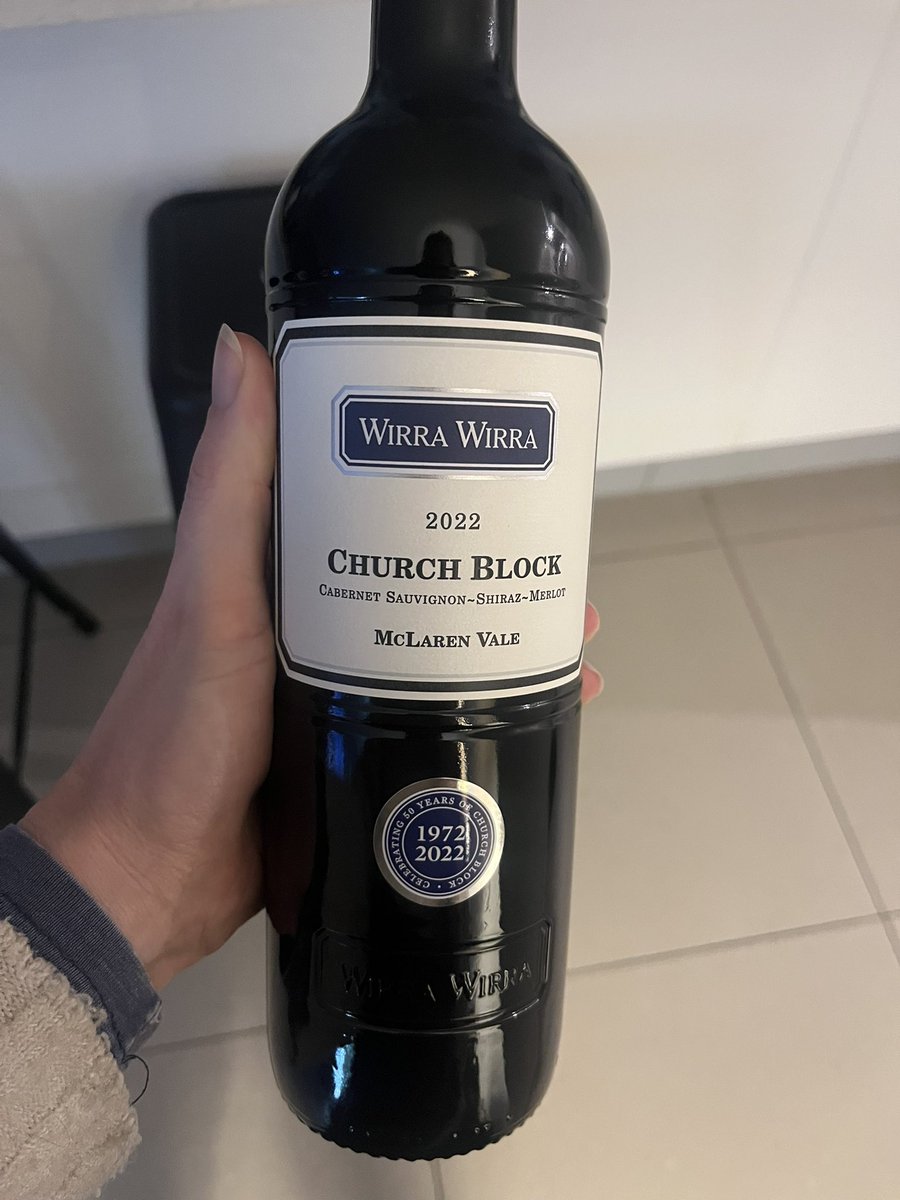 WIRRA WIRRA
2022
CHURCH BLOCK
CABERNET SAUVIGNON~SHIRAZ~MERLOT
MCLAREN VALE
CELEBRATING 50 YEARS OF CHURCH BLOCK •
1972
2022
WIRRA WIRRA